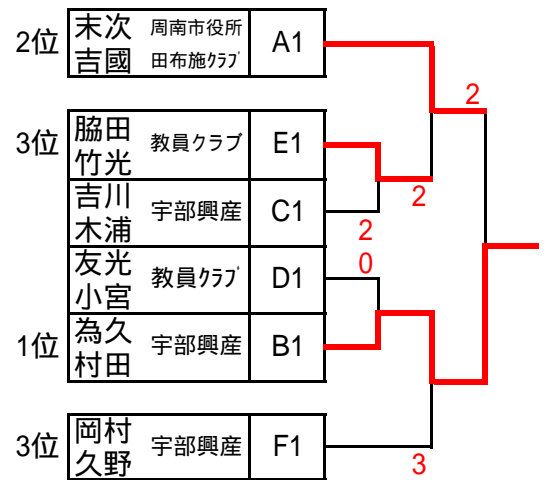 2位 末次 周南市役所 A1
吉國 田布施クラブ
2
3位 脇田 教員クラブ E1
竹光
2
吉川 宇部興産 C1
木浦
2
0
友光 教員クラブ D1
小宮
1位 為久 宇部興産 B1
村田
3位 岡村 宇部興産 F1
久野
3